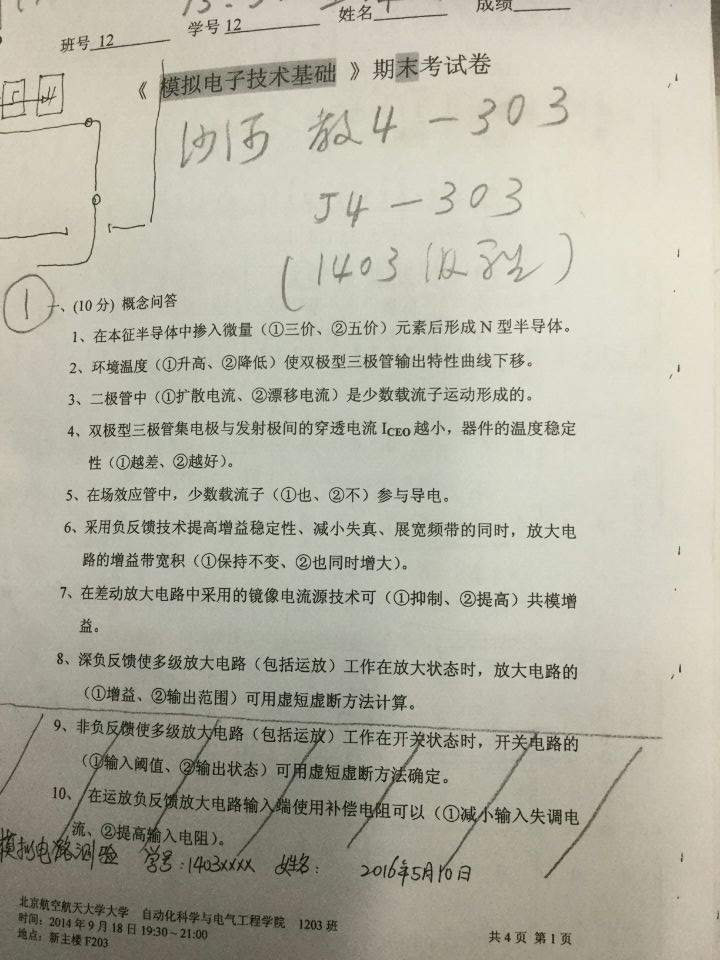 班号 12 学号 12 姓名 成绩
《 模拟电子技术基础 》期末考试卷
沙河 教4-303
J4-303
(1403
1
一、(10分) 概念问答
1、在本征半导体中掺入微量（①三价、②五价）元素后形成 N 型半导体。
2、环境温度（①升高、②降低）使双极型三极管输出特性曲线下移。
3、二极管中（①扩散电流、②漂移电流）是少数载流子运动形成的。
4、双极型三极管集电极与发射极间的穿透电流 ICEO 越小，器件的温度稳定
性（①越差、②越好）。
5、在场效应管中，少数载流子（①也、②不）参与导电。
6、采用负反馈技术提高增益稳定性、减小失真、展宽频带的同时，放大电
路的增益带宽积（①保持不变、②也同时增大）。
7、在差动放大电路中采用的镜像电流源技术可（①抑制、②提高）共模增
益。
8、深负反馈使多级放大电路（包括运放）工作在放大状态时，放大电路的
（①增益、②输出范围）可用虚短虚断方法计算。
9、非负反馈使多级放大电路（包括运放）工作在开关状态时，开关电路的
（①输入阈值、②输出状态）可用虚短虚断方法确定。
10、在运放负反馈放大电路输入端使用补偿电阻可以（①减小输入失调电
流、②提高输入电阻）。
模拟电路测验 学号:1403xxxx 姓名: 2016年5月10日
北京航空航天大学大学 自动化科学与电气工程学院 1203 班
时间：2014 年 9 月 18 日 19:30~21:00
地点：新主楼 F203
共 4 页 第 1 页